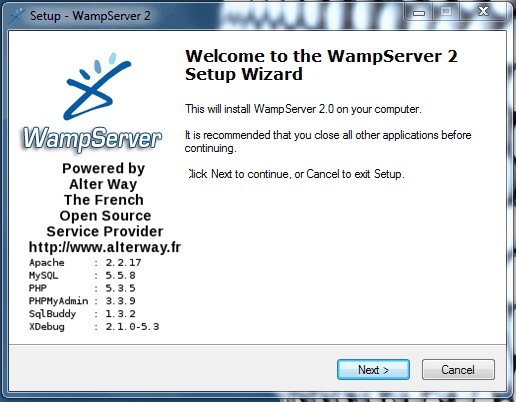 Setup - WampServer 2
Welcome to the WampServer 2
Setup Wizard
This will install WampServer 2.0 on your computer.
It is recommended that you close all other applications before
continuing.
Click Next to continue, or Cancel to exit Setup.
WampServer
Powered by
Alter Way
The French
Open Source
Service Provider
http://www.alterway.fr
Apache : 2.2.17
MySQL : 5.5.8
PHP : 5.3.5
PHPMyAdmin : 3.3.9
SqlBuddy : 1.3.2
XDebug : 2.1.0-5.3
Next >
Cancel